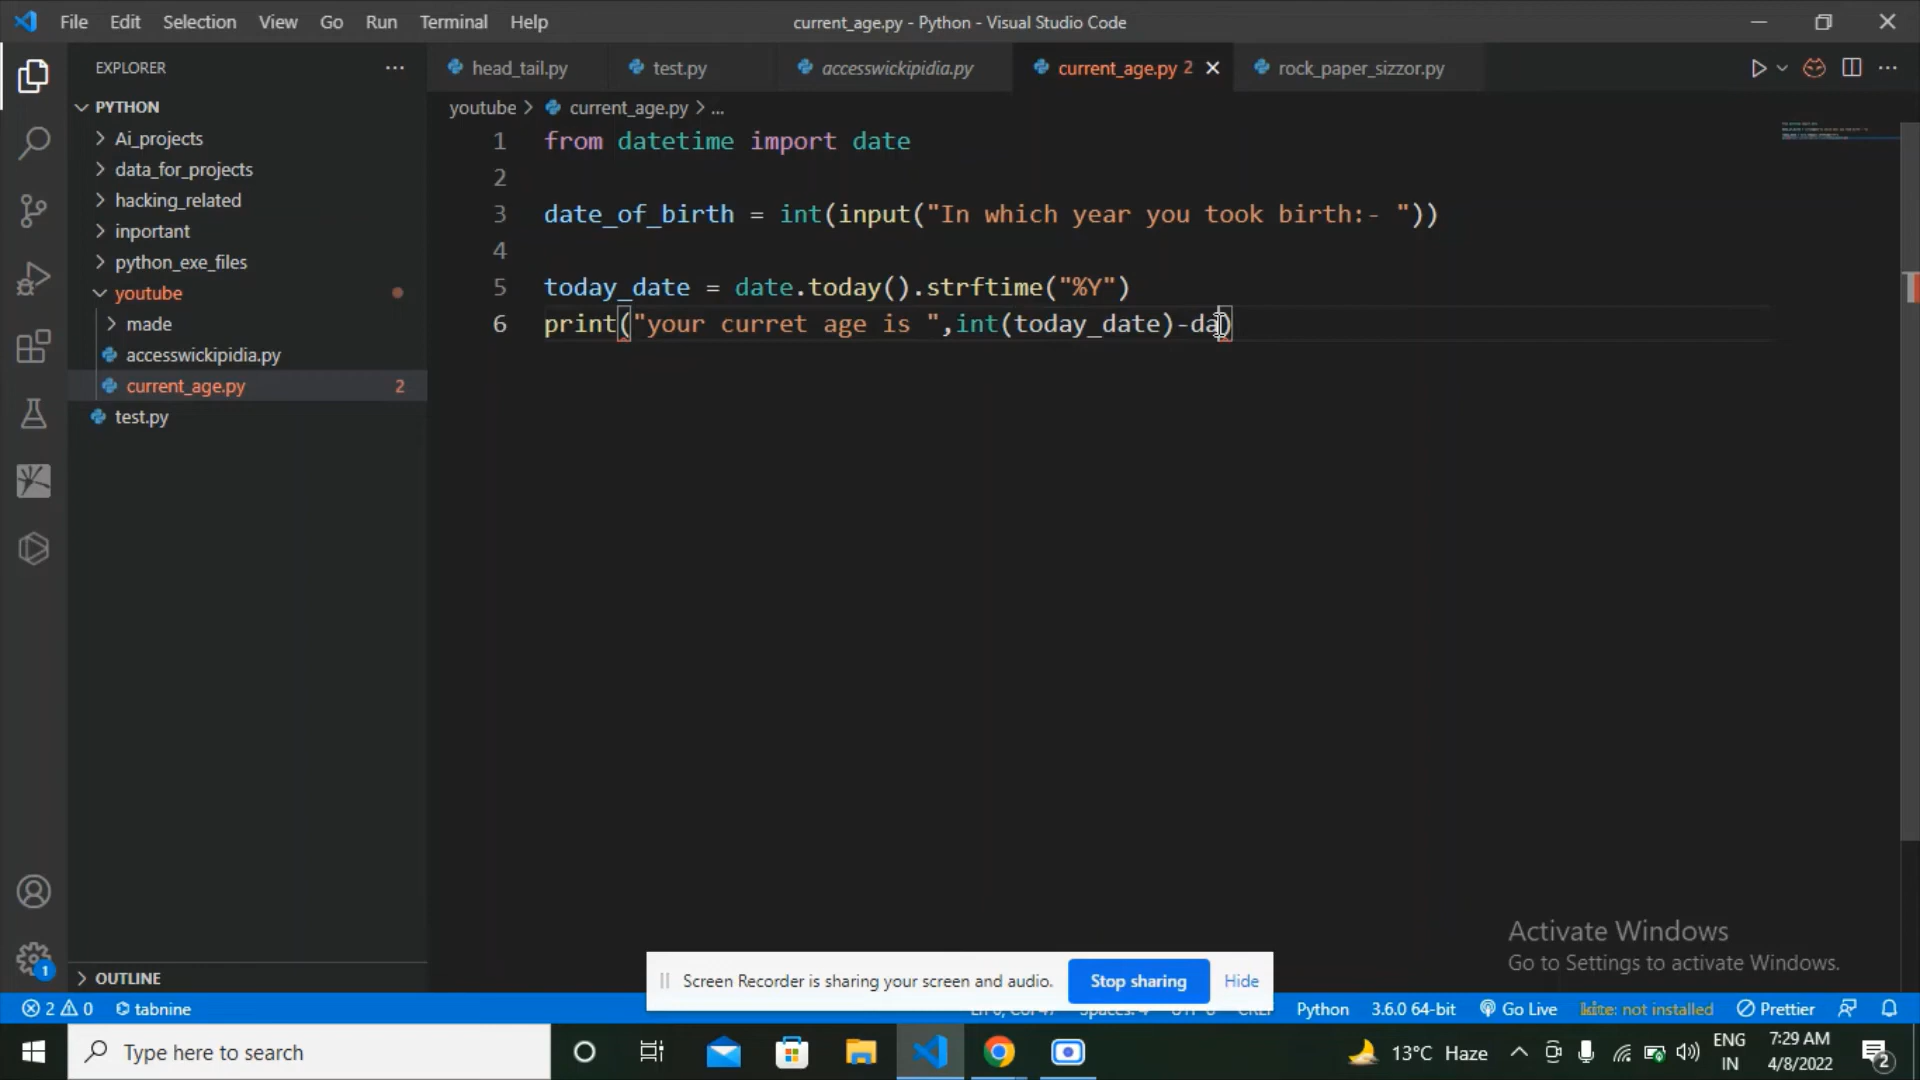 File Edit Selection View Go Run Terminal Help current_age.py - Python - Visual Studio Code
EXPLORER
PYTHON
Ai_projects
data_for_projects
hacking_related
inportant
python_exe_files
youtube
made
accesswickipidia.py
current_age.py 2
test.py
OUTLINE
head_tail.py test.py accesswickipidia.py current_age.py 2 rock_paper_sizzor.py
youtube > current_age.py > ...
1 from datetime import date
2
3 date_of_birth = int(input("In which year you took birth:- "))
4
5 today_date = date.today().strftime("%Y")
6 print("your curret age is ",int(today_date)-da)
Activate Windows
Go to Settings to activate Windows.
Screen Recorder is sharing your screen and audio. Stop sharing Hide
1
2 0 tabnine Python 3.6.0 64-bit Go Live kite: not installed Prettier
Type here to search 13°C Haze ENG IN 7:29 AM 4/8/2022 2